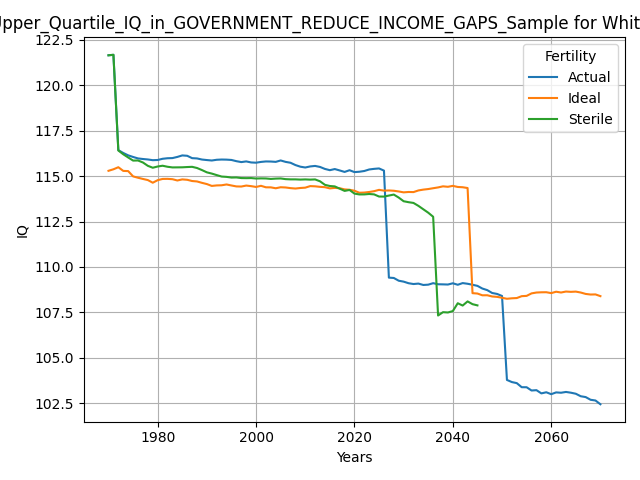 Upper_Quartile_IQ_in_GOVERNMENT_REDUCE_INCOME_GAPS_Sample for Whit
122.5
120.0
117.5
115.0
112.5
110.0
107.5
105.0
102.5
IQ
Fertility
Actual
Ideal
Sterile
1980
2000
2020
2040
2060
Years